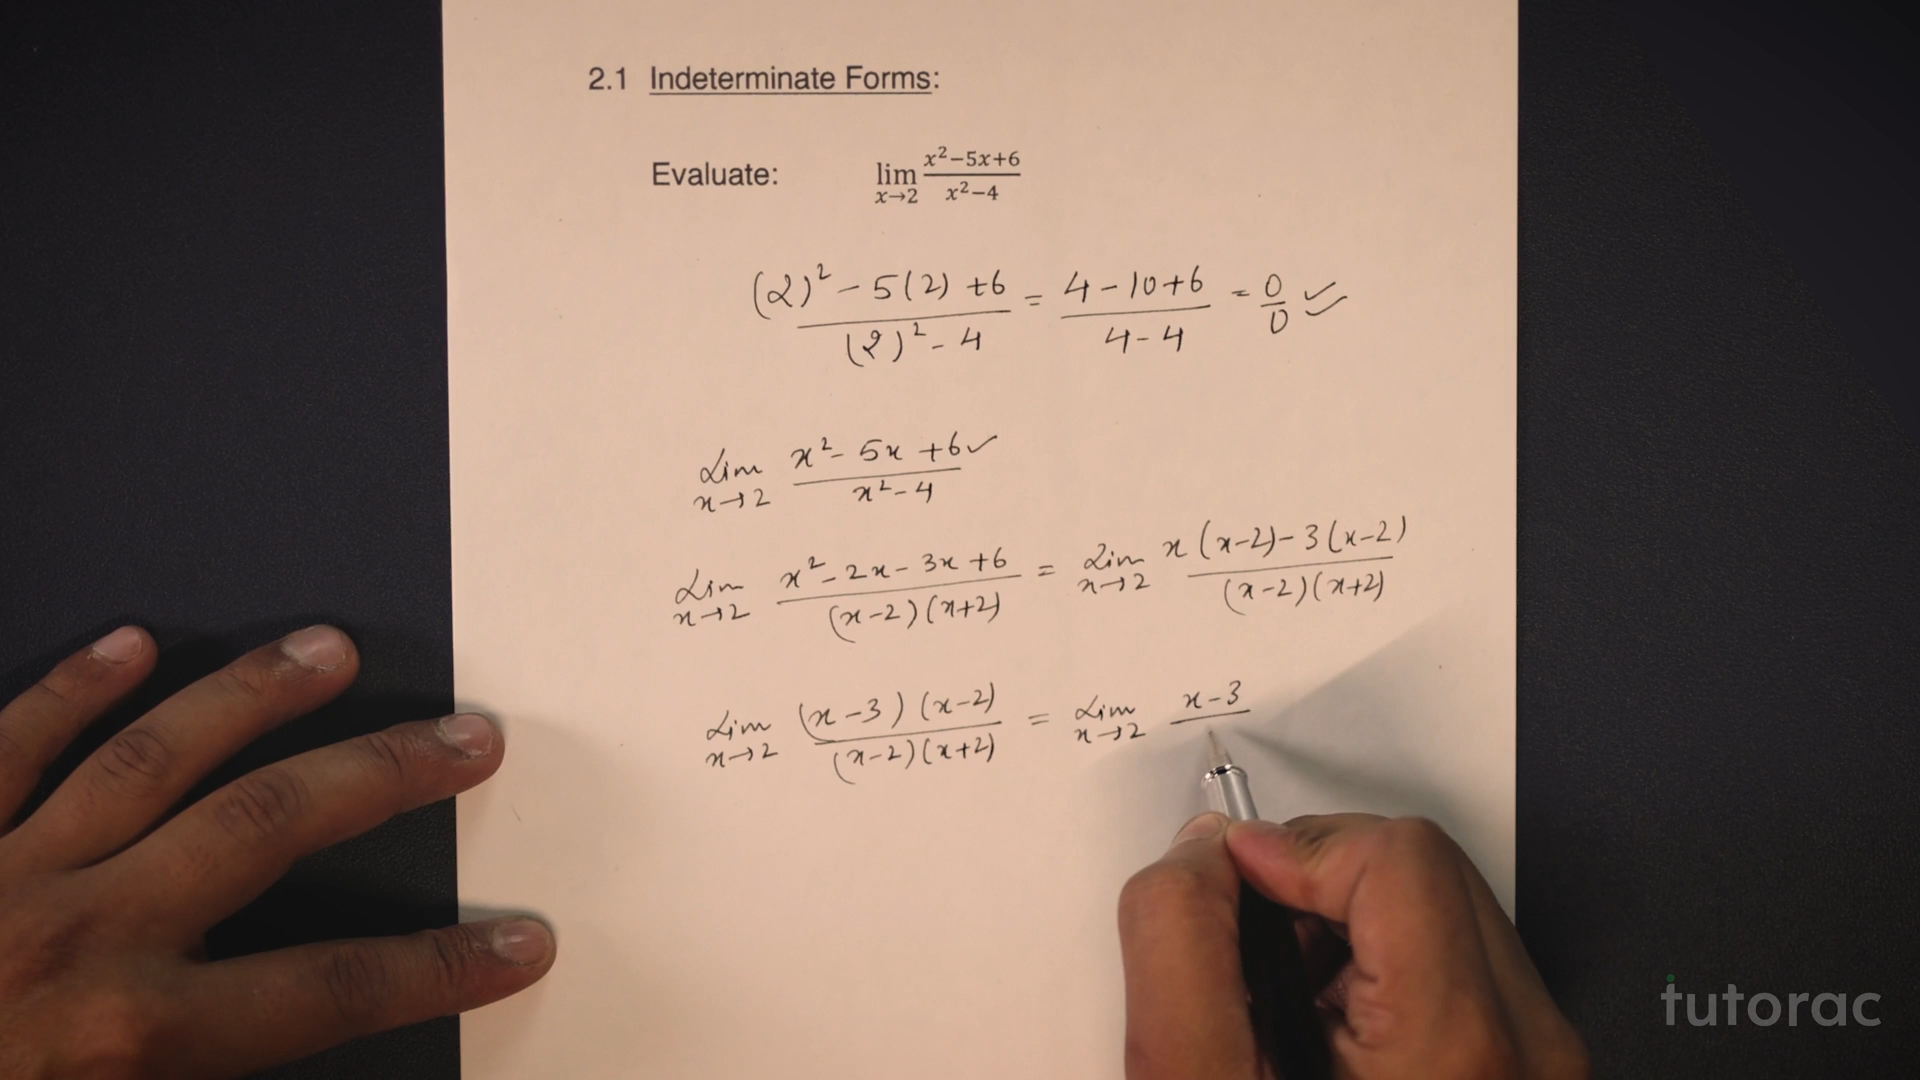 2.1 Indeterminate Forms:
Evaluate: lim x→2 x²−5x+6 / x²−4
(2)² − 5(2) + 6 / (2)² − 4 = 4 − 10 + 6 / 4 − 4 = 0/0 ✓
Lim x→2 x² − 5x + 6 ✓ / x² − 4
Lim x→2 x² − 2x − 3x + 6 / (x−2)(x+2) = Lim x→2 x(x−2) − 3(x−2) / (x−2)(x+2)
Lim x→2 (x−3)(x−2) / (x−2)(x+2) = Lim x→2 x−3 /
tutorac